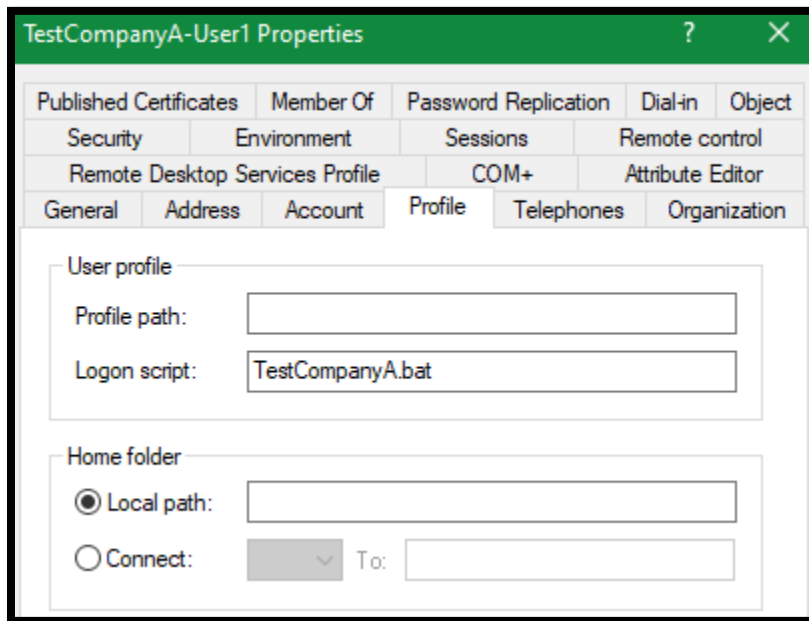 TestCompanyA-User1 Properties ? ×
Published Certificates Member Of Password Replication Dial-in Object
Security Environment Sessions Remote control
Remote Desktop Services Profile COM+ Attribute Editor
General Address Account Profile Telephones Organization
User profile
Profile path:
Logon script: TestCompanyA.bat
Home folder
Local path:
Connect: To: